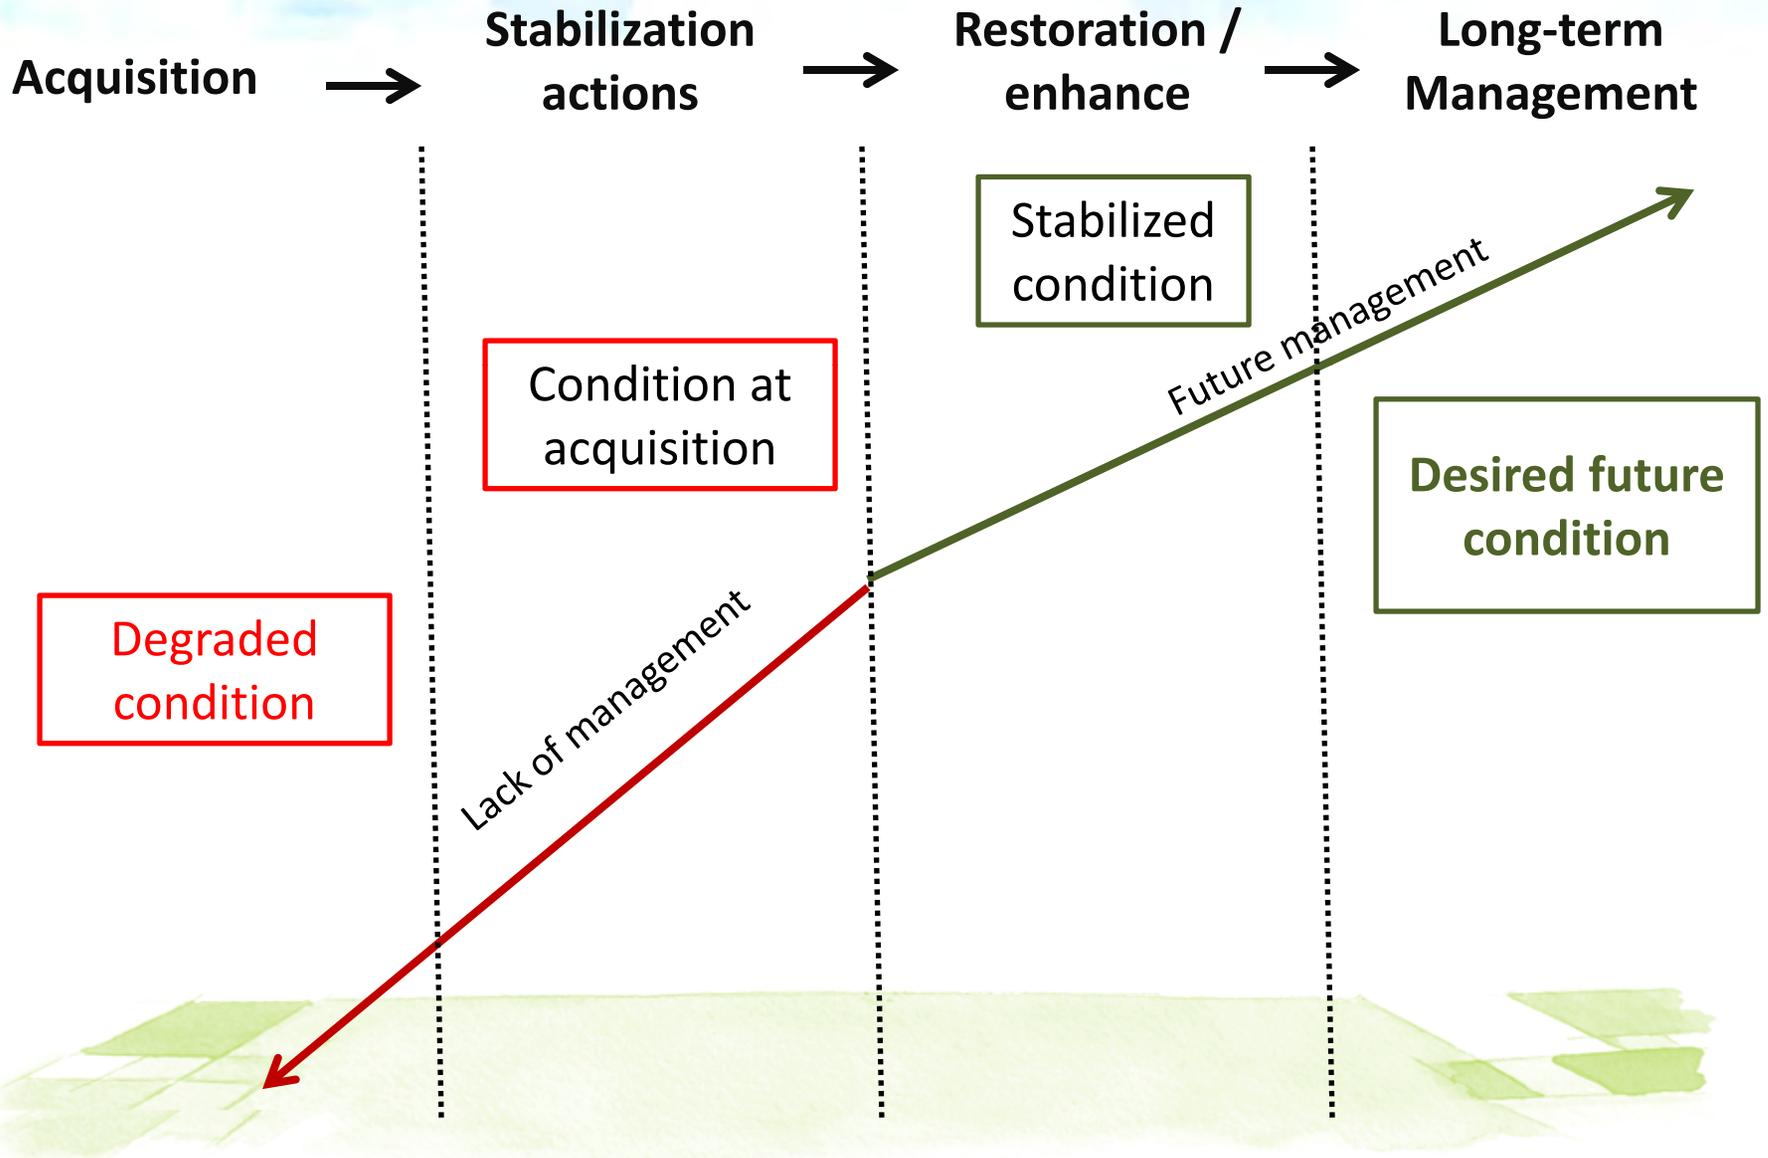 Acquisition
Stabilization
actions
Restoration /
enhance
Long-term
Management
Stabilized
condition
Future management
Condition at
acquisition
Desired future
condition
Degraded
condition
Lack of management